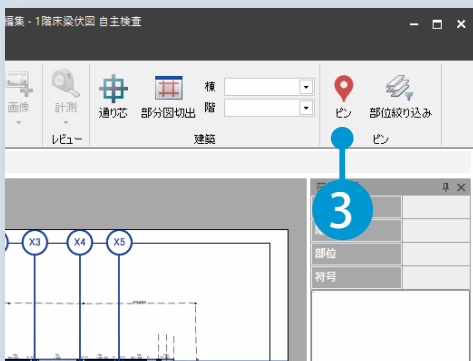 編集 - 1階床梁伏図 自主検査
画像
計測
通り芯
部分図切出
棟
階
ピン
部位絞り込み
レビュー
建築
ピン
3
部位
符号
X3
X4
X5